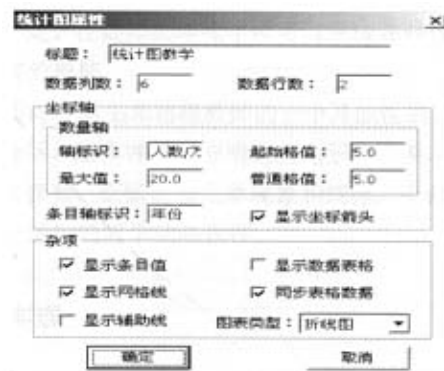 统计图属性
标题： 统计图教学
数据列数： 6 数据行数： 2
坐标轴
数量轴
轴标识： 人数/万 起始格值： 5.0
最大值： 20.0 普通格值： 5.0
条目轴标识： 年份 显示坐标箭头
杂项
显示条目值 显示数据表格
显示网格线 同步表格数据
显示辅助线 图表类型： 折线图
确定 取消